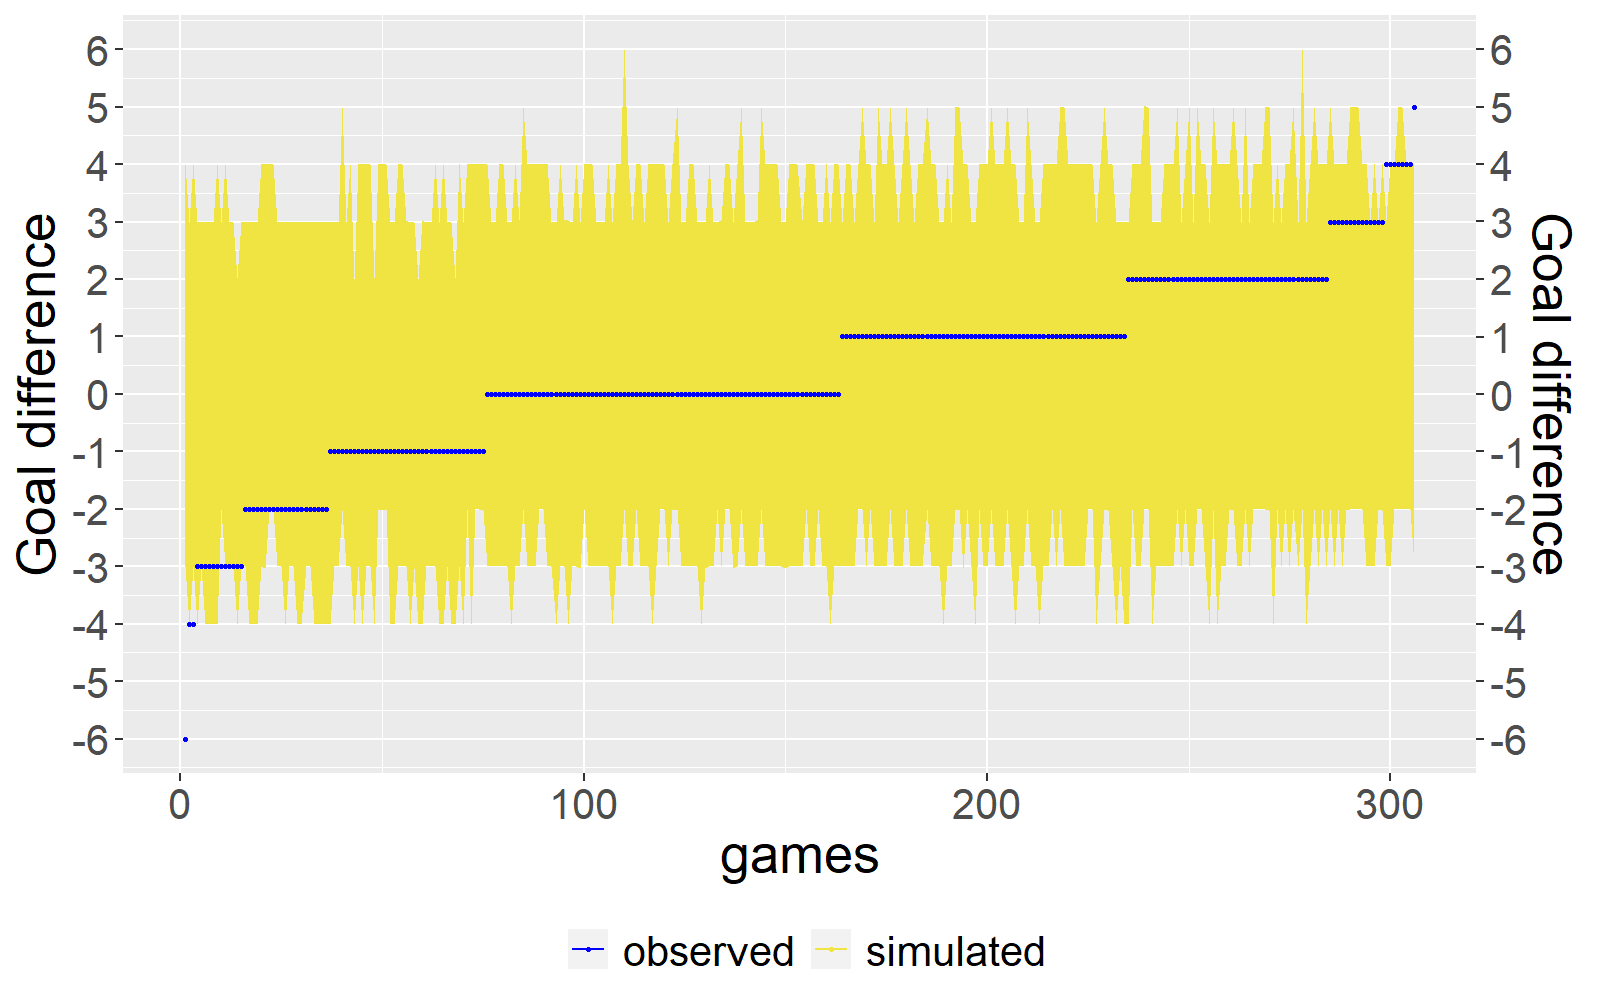 6 6
5 5
4 4
3 3
2 2
1 1
0 0
-1 -1
-2 -2
-3 -3
-4 -4
-5 -5
-6 -6
Goal difference
Goal difference
0 100 200 300
games
observed simulated